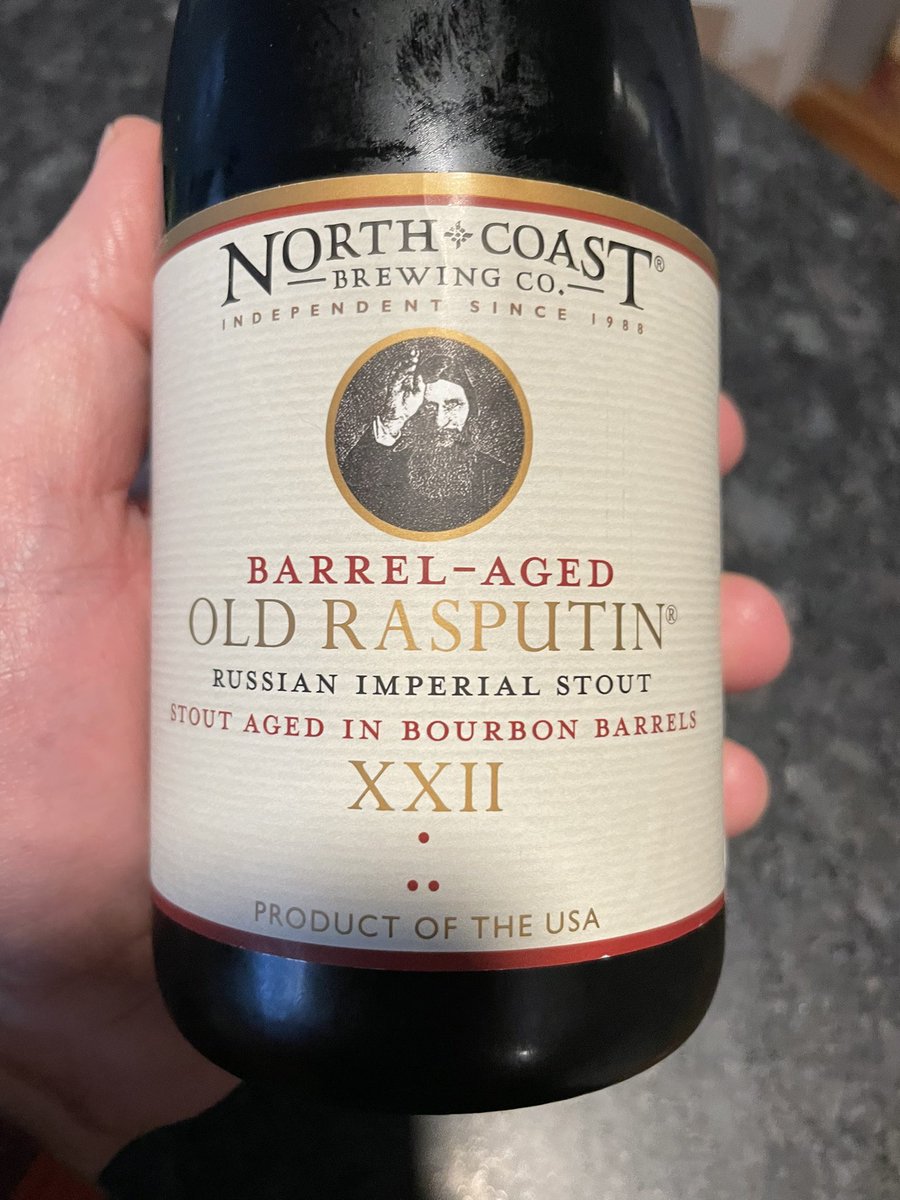 NORTH COAST®
BREWING CO.
INDEPENDENT SINCE 1988
BARREL-AGED
OLD RASPUTIN®
RUSSIAN IMPERIAL STOUT
STOUT AGED IN BOURBON BARRELS
XXII
PRODUCT OF THE USA